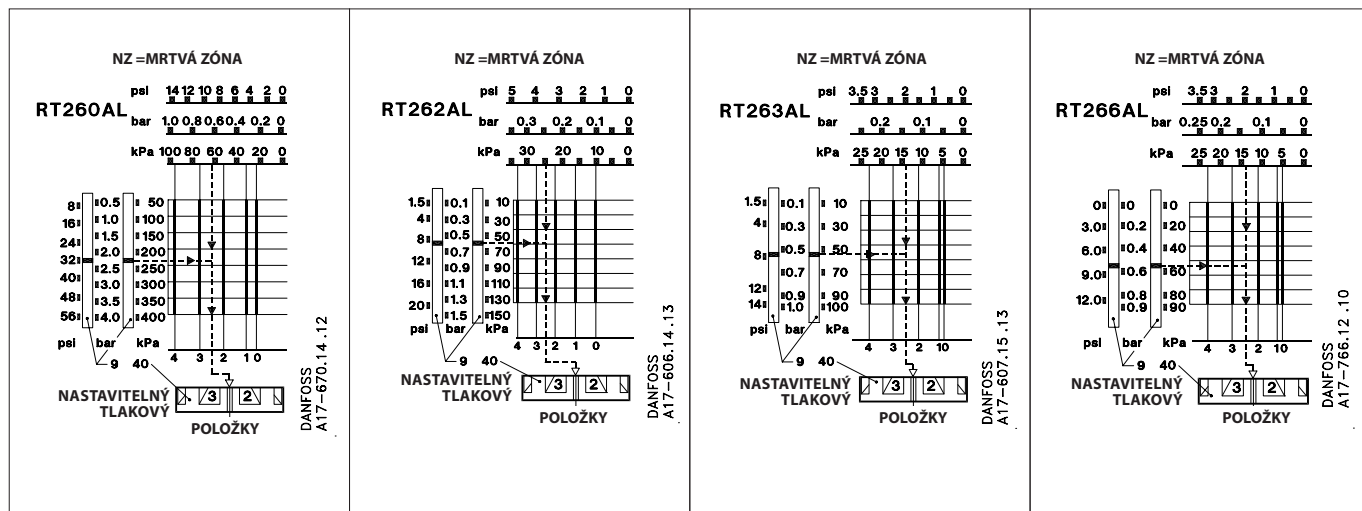 NZ =MRTVÁ ZÓNA
RT260AL
psi 14 12 10 8 6 4 2 0
bar 1.0 0.8 0.6 0.4 0.2 0
kPa 100 80 60 40 20 0
8 0.5 50
16 1.0 100
1.5 150
24 2.0 200
32 2.5 250
40 3.0 300
48 3.5 350
56 4.0 400
psi bar kPa
4 3 2 1 0
9 40
NASTAVITELNÝ
TLAKOVÝ
3 2
POLOŽKY
DANFOSS
A17-670.14.12
NZ =MRTVÁ ZÓNA
RT262AL
psi 5 4 3 2 1 0
bar 0.3 0.2 0.1 0
kPa 30 20 10 0
1.5 0.1 10
4 0.3 30
8 0.5 50
0.7 70
12 0.9 90
16 1.1 110
20 1.3 130
1.5 150
psi bar kPa
4 3 2 1 0
9 40
NASTAVITELNÝ
TLAKOVÝ
3 2
POLOŽKY
DANFOSS
A17-606.14.13
NZ =MRTVÁ ZÓNA
RT263AL
psi 3.5 3 2 1 0
bar 0.2 0.1 0
kPa 25 20 15 10 5 0
1.5 0.1 10
4 0.3 30
8 0.5 50
0.7 70
12 0.9 90
14 1.0 100
psi bar kPa
4 3 2 1 0
9 40
NASTAVITELNÝ
TLAKOVÝ
3 2
POLOŽKY
DANFOSS
A17-607.15.13
NZ =MRTVÁ ZÓNA
RT266AL
psi 3.5 3 2 1 0
bar 0.25 0.2 0.1 0
kPa 25 20 15 10 5 0
0 0 0
3.0 0.2 20
6.0 0.4 40
9.0 0.6 60
12.0 0.8 80
0.9 90
psi bar kPa
4 3 2 1 0
9 40
NASTAVITELNÝ
TLAKOVÝ
3 2
POLOŽKY
DANFOSS
A17-766.12.10